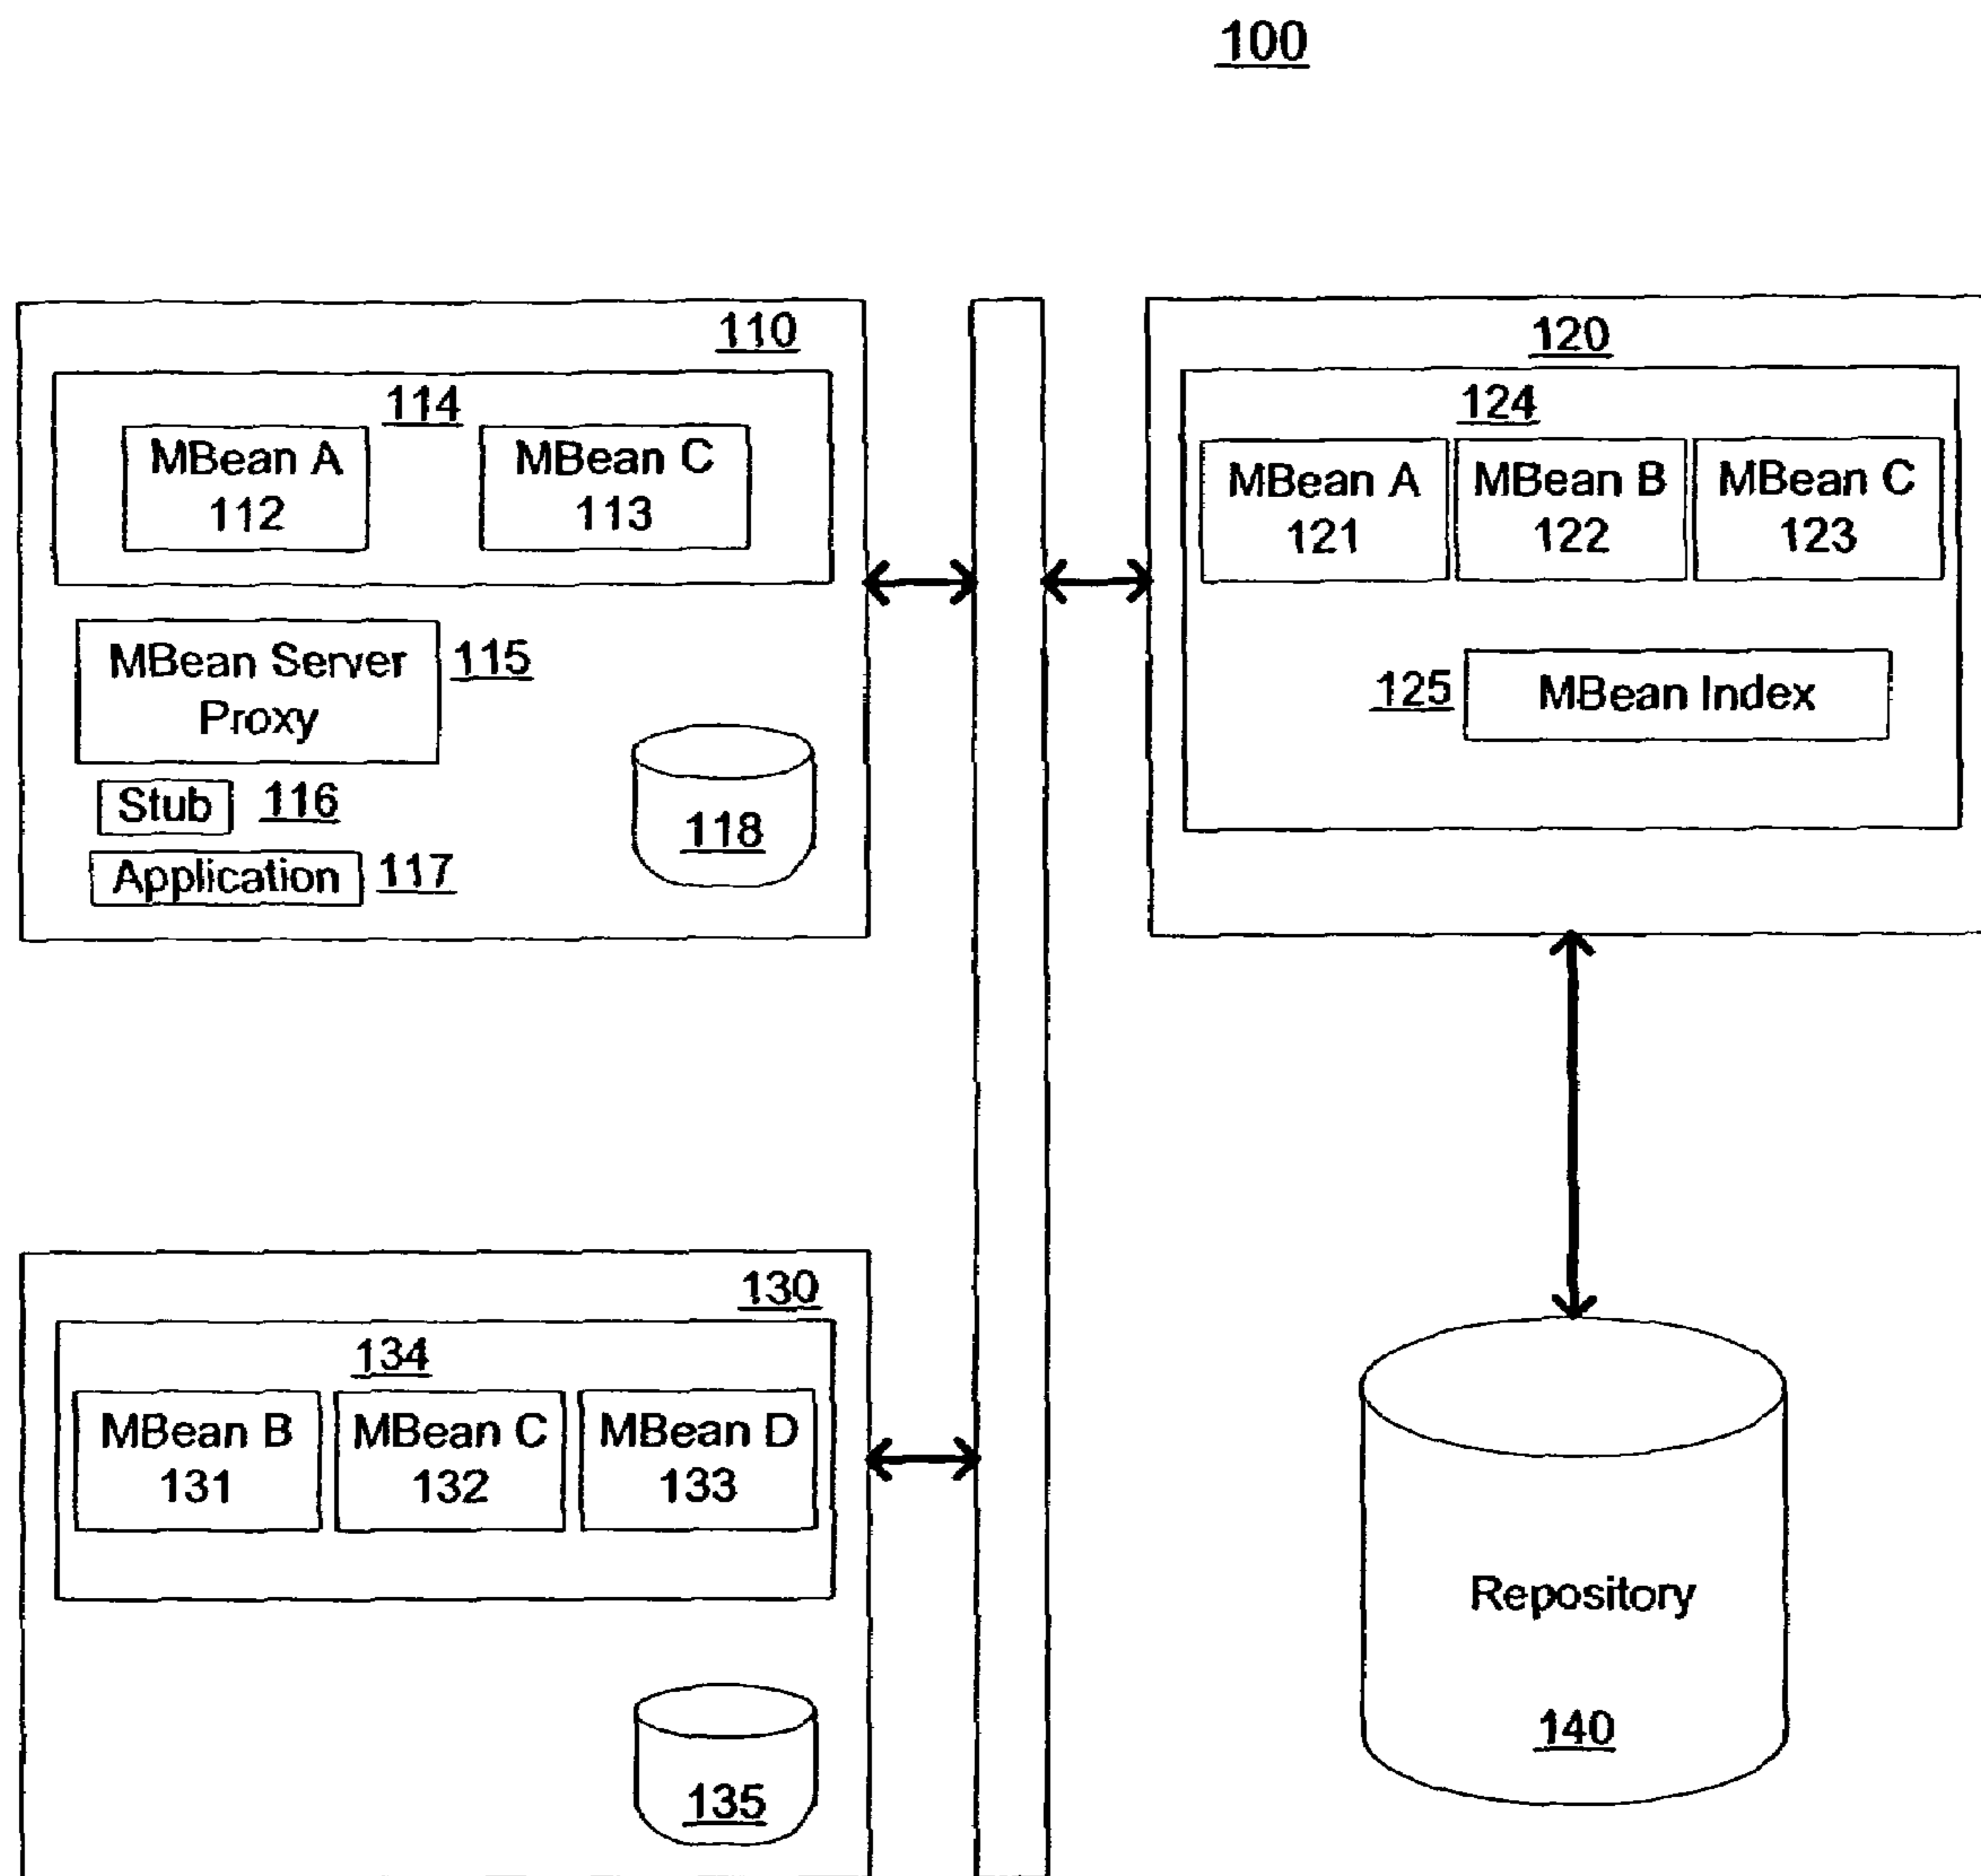 100
110
114
MBean A
112
MBean C
113
MBean Server
Proxy
115
Stub
116
Application
117
118
120
124
MBean A
121
MBean B
122
MBean C
123
125
MBean Index
130
134
MBean B
131
MBean C
132
MBean D
133
135
Repository
140